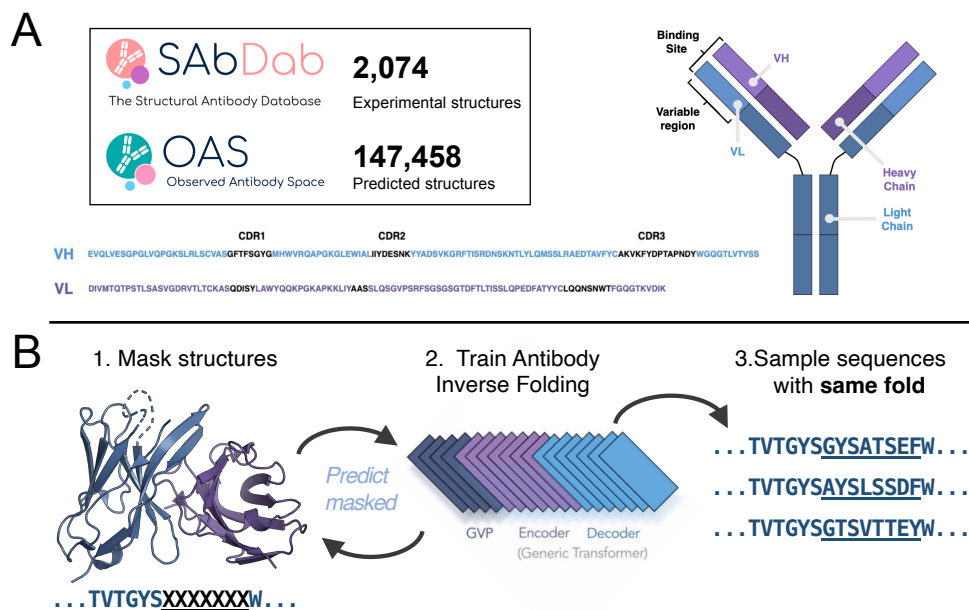 A
SAbDab
The Structural Antibody Database
2,074
Experimental structures
OAS
Observed Antibody Space
147,458
Predicted structures
Binding
Site
VH
Variable
region
VL
Heavy
Chain
Light
Chain
CDR1 CDR2 CDR3
VH EVQLVESGPGLVQPGKSLRLSCVASGFTFSGYGMHWVRQAPGKGLEWIALIIYDESNKYYADSVKGRFTISRDNSKNTLYLQMSSLRAEDTAVFYCAKVKFYDPTAPNDYWGQGTLVTVSS
VL DIVMTQTPSTLSASVGDRVTLTCKASQDISYLAWYQQKPGKAPKKLIYAASSLQSGVPSRFSGSGSGTDFTLTISSLQPEDFATYYCLQQNSNWTFGQGTKVDIK
B
1. Mask structures
2. Train Antibody
Inverse Folding
3.Sample sequences
with same fold
Predict
masked
GVP Encoder Decoder
(Generic Transformer)
...TVTGYSGYSATSEFW...
...TVTGYSAYSLSSDFW...
...TVTGYSGTSVTTEYW...
...TVTGYSXXXXXXXW...